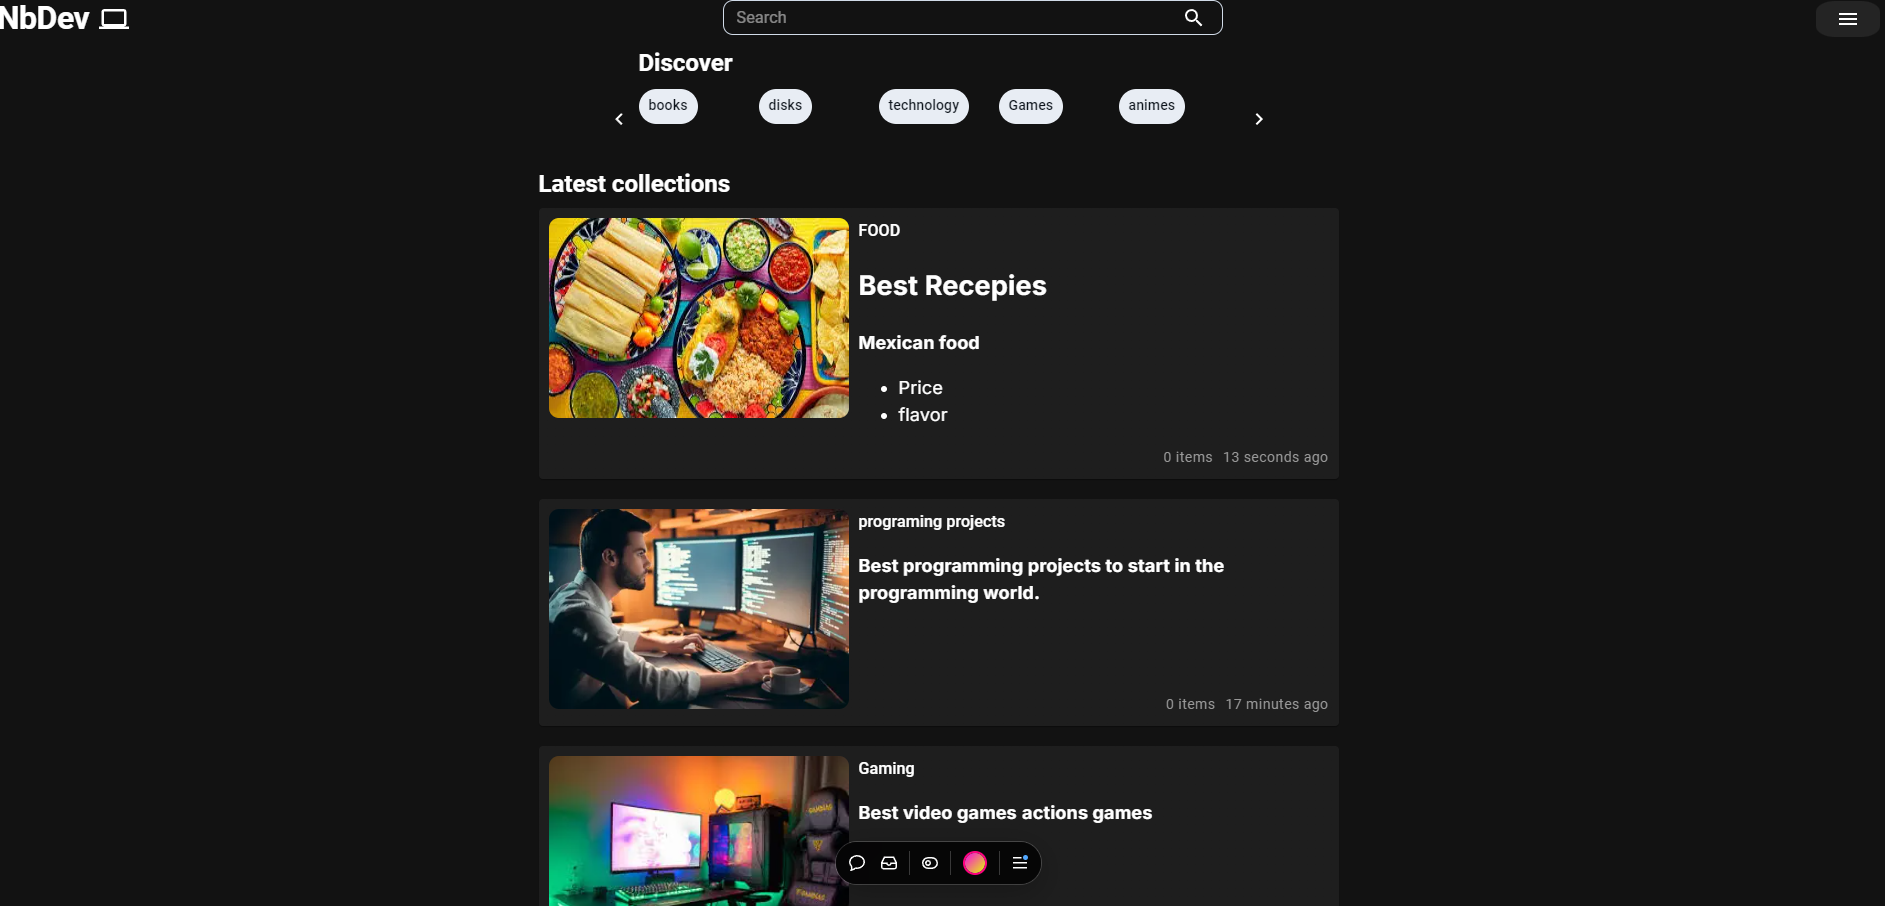 NbDev
Search
Discover
books
disks
technology
Games
animes
Latest collections
FOOD
Best Recepies
Mexican food
Price
flavor
0 items 13 seconds ago
programing projects
Best programming projects to start in the
programming world.
0 items 17 minutes ago
Gaming
Best video games actions games